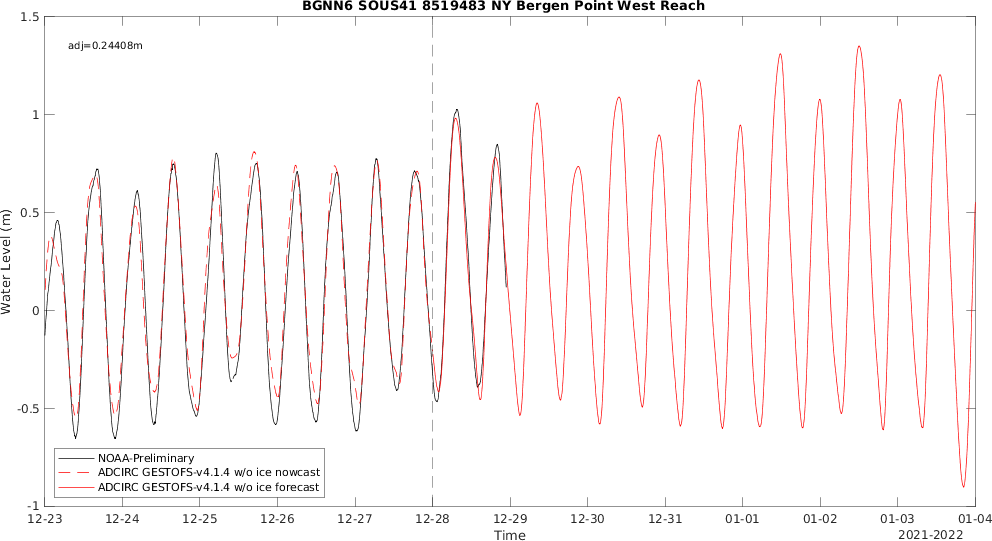 BGNN6 SOUS41 8519483 NY Bergen Point West Reach
1.5
adj=0.24408m
1
0.5
Water Level (m)
0
-0.5
NOAA-Preliminary
ADCIRC GESTOFS-v4.1.4 w/o ice nowcast
ADCIRC GESTOFS-v4.1.4 w/o ice forecast
-1
12-23 12-24 12-25 12-26 12-27 12-28 12-29 12-30 12-31 01-01 01-02 01-03 01-04
Time
2021-2022